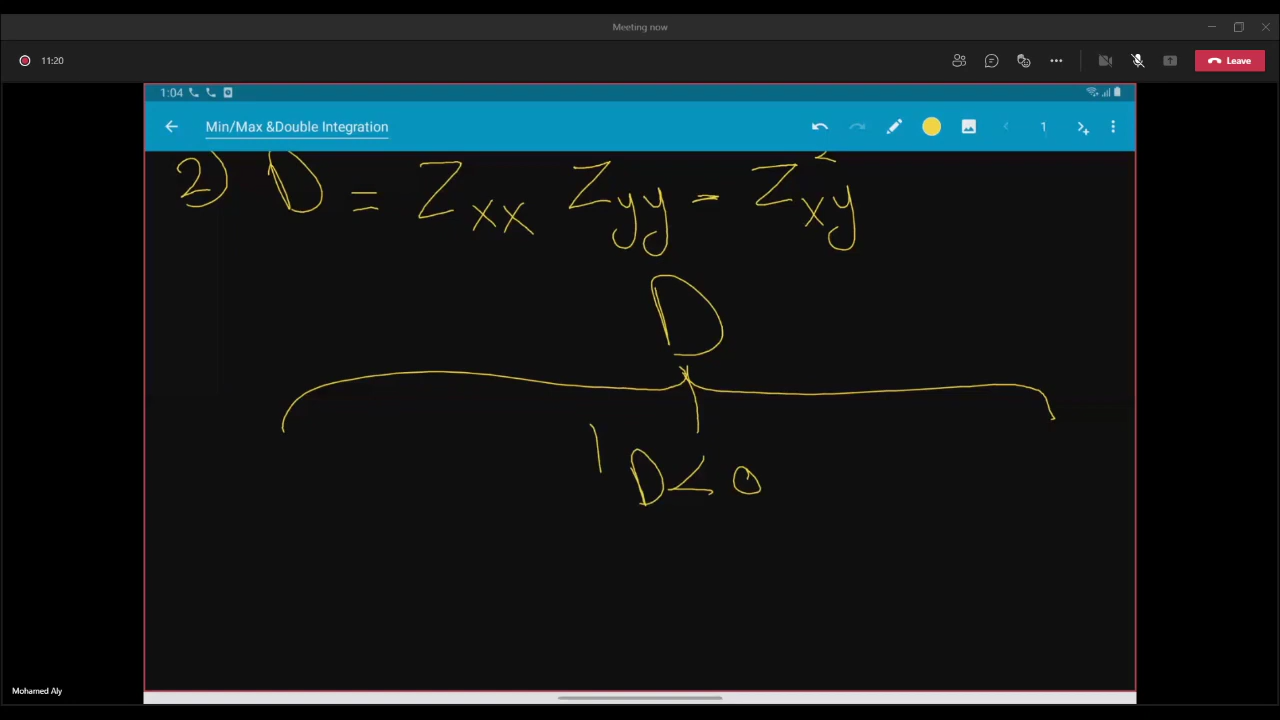 Meeting now
11:20
Leave
1:04
Min/Max &Double Integration
1
2) D = Zxx Zyy - Z²xy
D
D < 0
Mohamed Aly